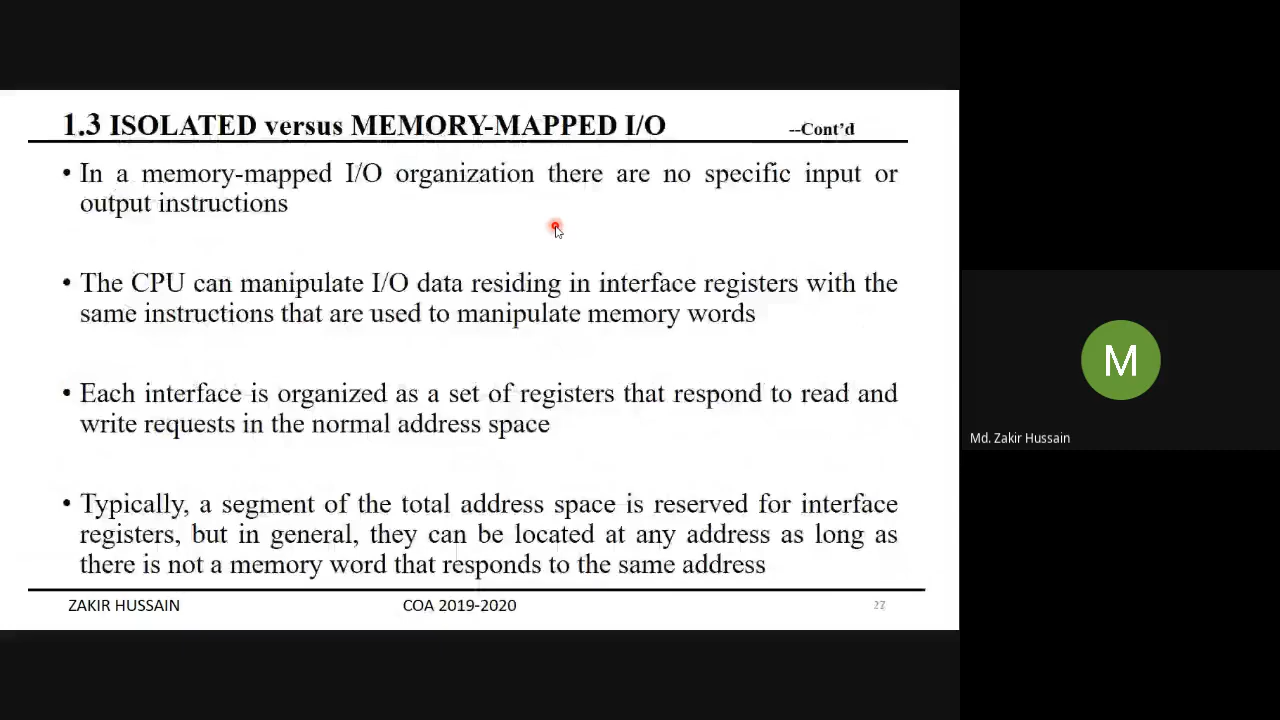 1.3 ISOLATED versus MEMORY-MAPPED I/O --Cont'd
• In a memory-mapped I/O organization there are no specific input or
output instructions
• The CPU can manipulate I/O data residing in interface registers with the
same instructions that are used to manipulate memory words
• Each interface is organized as a set of registers that respond to read and
write requests in the normal address space
• Typically, a segment of the total address space is reserved for interface
registers, but in general, they can be located at any address as long as
there is not a memory word that responds to the same address
ZAKIR HUSSAIN COA 2019-2020 27
M
Md. Zakir Hussain